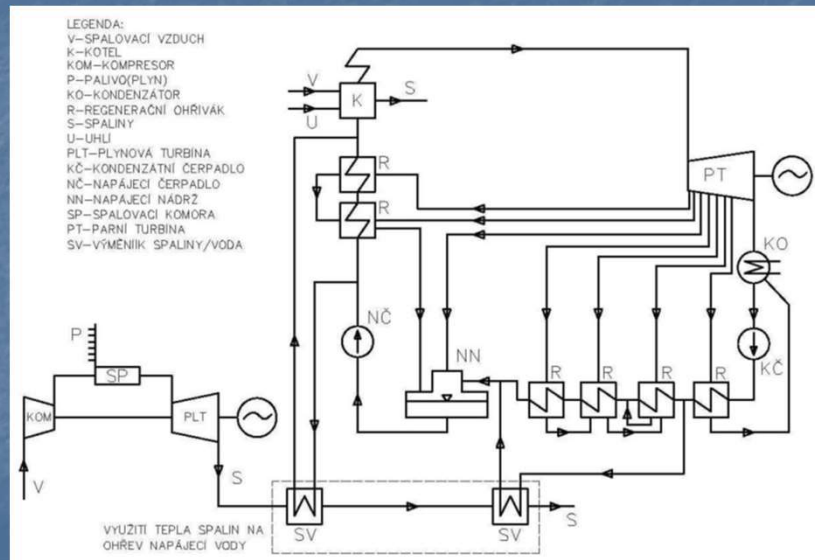 LEGENDA:
V-SPALOVACÍ VZDUCH
K-KOTEL
KOM-KOMPRESOR
P-PALIVO(PLYN)
KO-KONDENZÁTOR
R-REGENERAČNÍ OHŘIVÁK
S-SPALINY
U-UHLI
PLT-PLYNOVÁ TURBÍNA
KČ-KONDENZÁTNÍ ČERPADLO
NČ-NAPÁJECÍ ČERPADLO
NN-NAPÁJECÍ NÁDRŽ
SP-SPALOVACÍ KOMORA
PT-PARNÍ TURBÍNA
SV-VÝMĚNÍK SPALINY/VODA
V
U
K
S
R
R
PT
KO
KČ
NČ
NN
R
R
R
R
P
SP
KOM
PLT
V
S
SV
SV
S
VYUŽITÍ TEPLA SPALIN NA
OHŘEV NAPÁJECÍ VODY